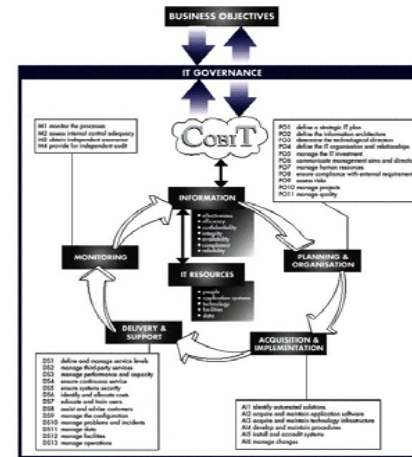 BUSINESS OBJECTIVES
IT GOVERNANCE
M1 monitor the processes
M2 assess internal control adequacy
M3 obtain independent assurance
M4 provide for independent audit
COBIT
PO1 define a strategic IT plan
PO2 define the information architecture
PO3 determine the technological direction
PO4 define the IT organisation and relationships
PO5 manage the IT investment
PO6 communicate management aims and direction
PO7 manage human resources
PO8 ensure compliance with external requirements
PO9 assess risks
PO10 manage projects
PO11 manage quality
INFORMATION
• effectiveness
• efficiency
• confidentiality
• integrity
• availability
• compliance
• reliability
MONITORING
PLANNING &
ORGANISATION
IT RESOURCES
• people
• application systems
• technology
• facilities
• data
DELIVERY &
SUPPORT
ACQUISITION &
IMPLEMENTATION
DS1 define and manage service levels
DS2 manage third-party services
DS3 manage performance and capacity
DS4 ensure continuous service
DS5 ensure systems security
DS6 identify and allocate costs
DS7 educate and train users
DS8 assist and advise customers
DS9 manage the configuration
DS10 manage problems and incidents
DS11 manage data
DS12 manage facilities
DS13 manage operations
AI1 identify automated solutions
AI2 acquire and maintain application software
AI3 acquire and maintain technology infrastructure
AI4 develop and maintain procedures
AI5 install and accredit systems
AI6 manage changes